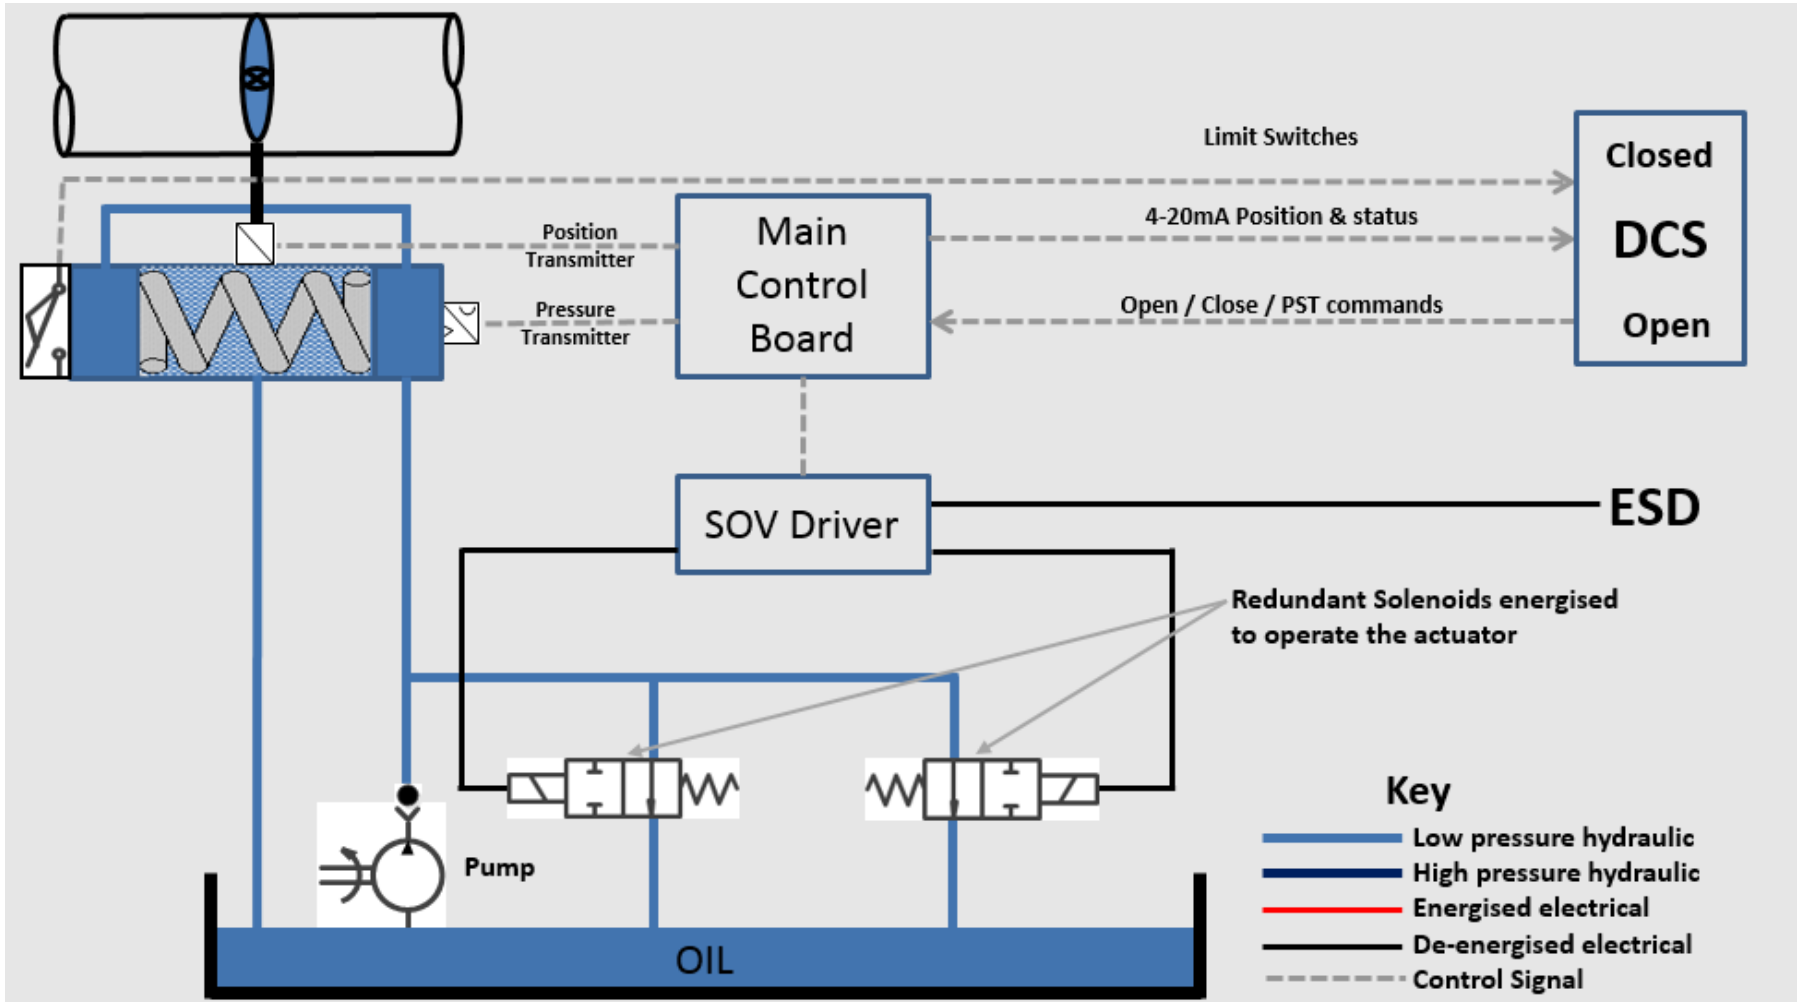 Limit Switches
Closed
4-20mA Position & status
DCS
Open / Close / PST commands
Open
Position
Transmitter
Pressure
Transmitter
Main
Control
Board
SOV Driver
ESD
Redundant Solenoids energised
to operate the actuator
Pump
OIL
Key
Low pressure hydraulic
High pressure hydraulic
Energised electrical
De-energised electrical
Control Signal